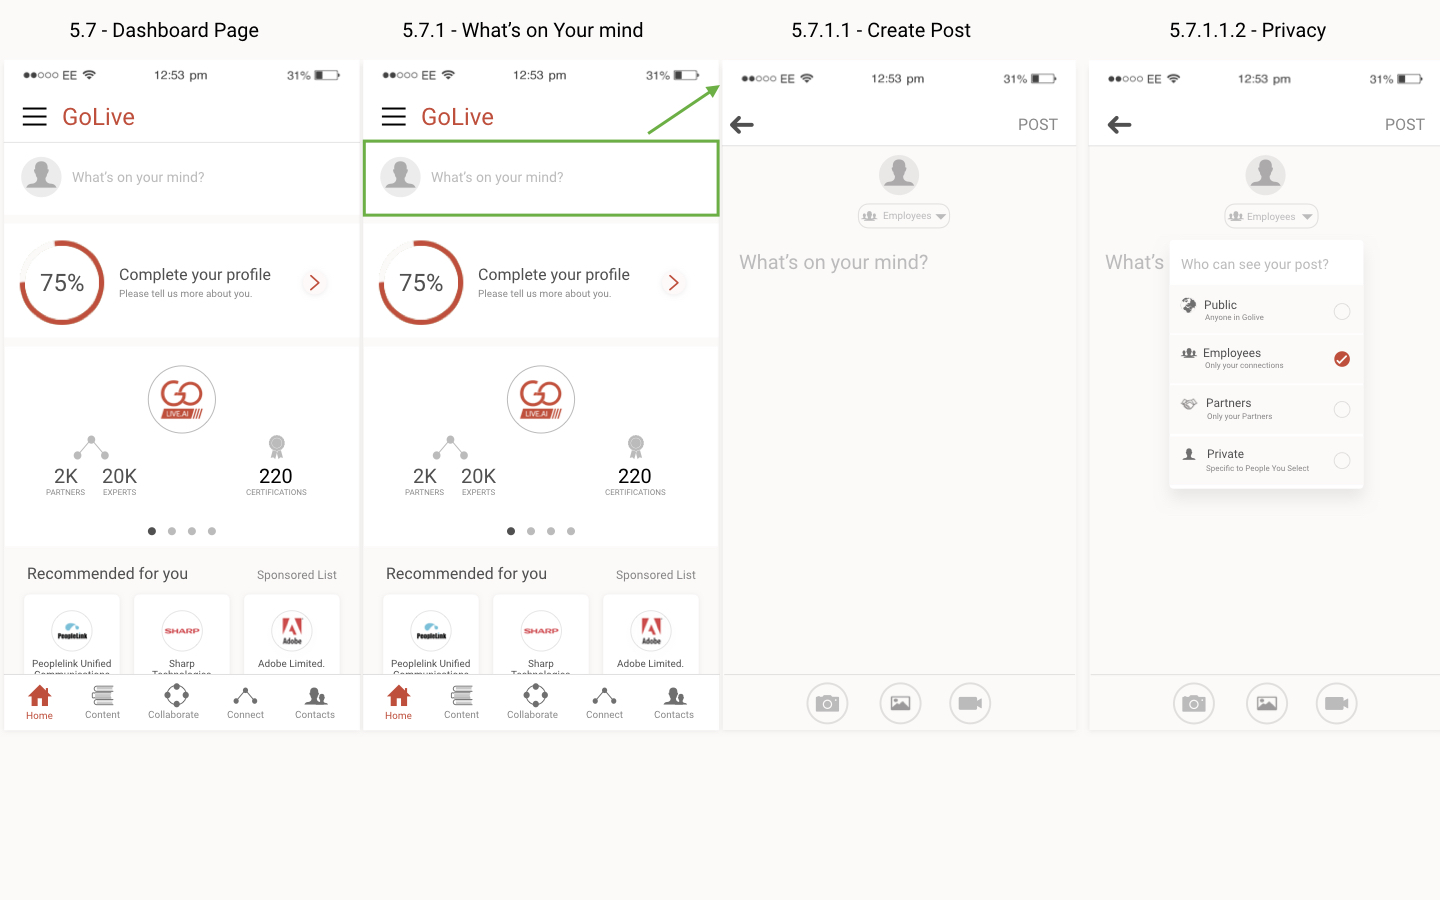 5.7 - Dashboard Page
EE 12:53 pm 31%
GoLive
What's on your mind?
75%
Complete your profile
Please tell us more about you.
GO
LIVE.AI
2K 20K 220
PARTNERS EXPERTS CERTIFICATIONS
Recommended for you Sponsored List
PeopleLink SHARP Adobe
Peoplelink Unified Sharp Adobe Limited.
Communications Technologies
Home Content Collaborate Connect Contacts
5.7.1 - What's on Your mind
EE 12:53 pm 31%
GoLive
What's on your mind?
75%
Complete your profile
Please tell us more about you.
GO
LIVE.AI
2K 20K 220
PARTNERS EXPERTS CERTIFICATIONS
Recommended for you Sponsored List
PeopleLink SHARP Adobe
Peoplelink Unified Sharp Adobe Limited.
Communications Technologies
Home Content Collaborate Connect Contacts
5.7.1.1 - Create Post
EE 12:53 pm 31%
POST
Employees
What's on your mind?
5.7.1.1.2 - Privacy
EE 12:53 pm 31%
POST
Employees
What's
Who can see your post?
Public
Anyone in Golive
Employees
Only your connections
Partners
Only your Partners
Private
Specific to People You Select